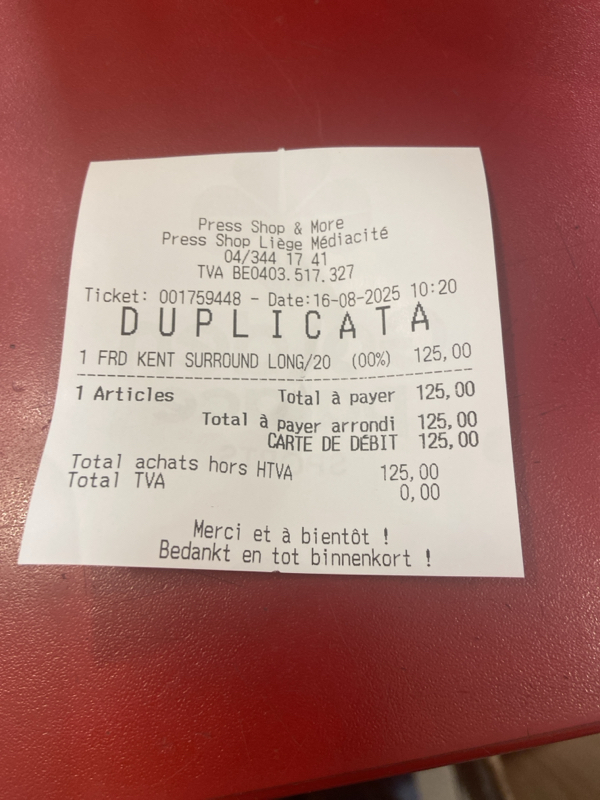 Press Shop & More
Press Shop Liège Médiacité
04/344 17 41
TVA BE0403.517.327
Ticket: 001759448 - Date:16-08-2025 10:20
DUPLICATA
1 FRD KENT SURROUND LONG/20 (00%) 125,00
1 Articles Total à payer 125,00
Total à payer arrondi 125,00
CARTE DE DÉBIT 125,00
Total achats hors HTVA 125,00
Total TVA 0,00
Merci et à bientôt !
Bedankt en tot binnenkort !